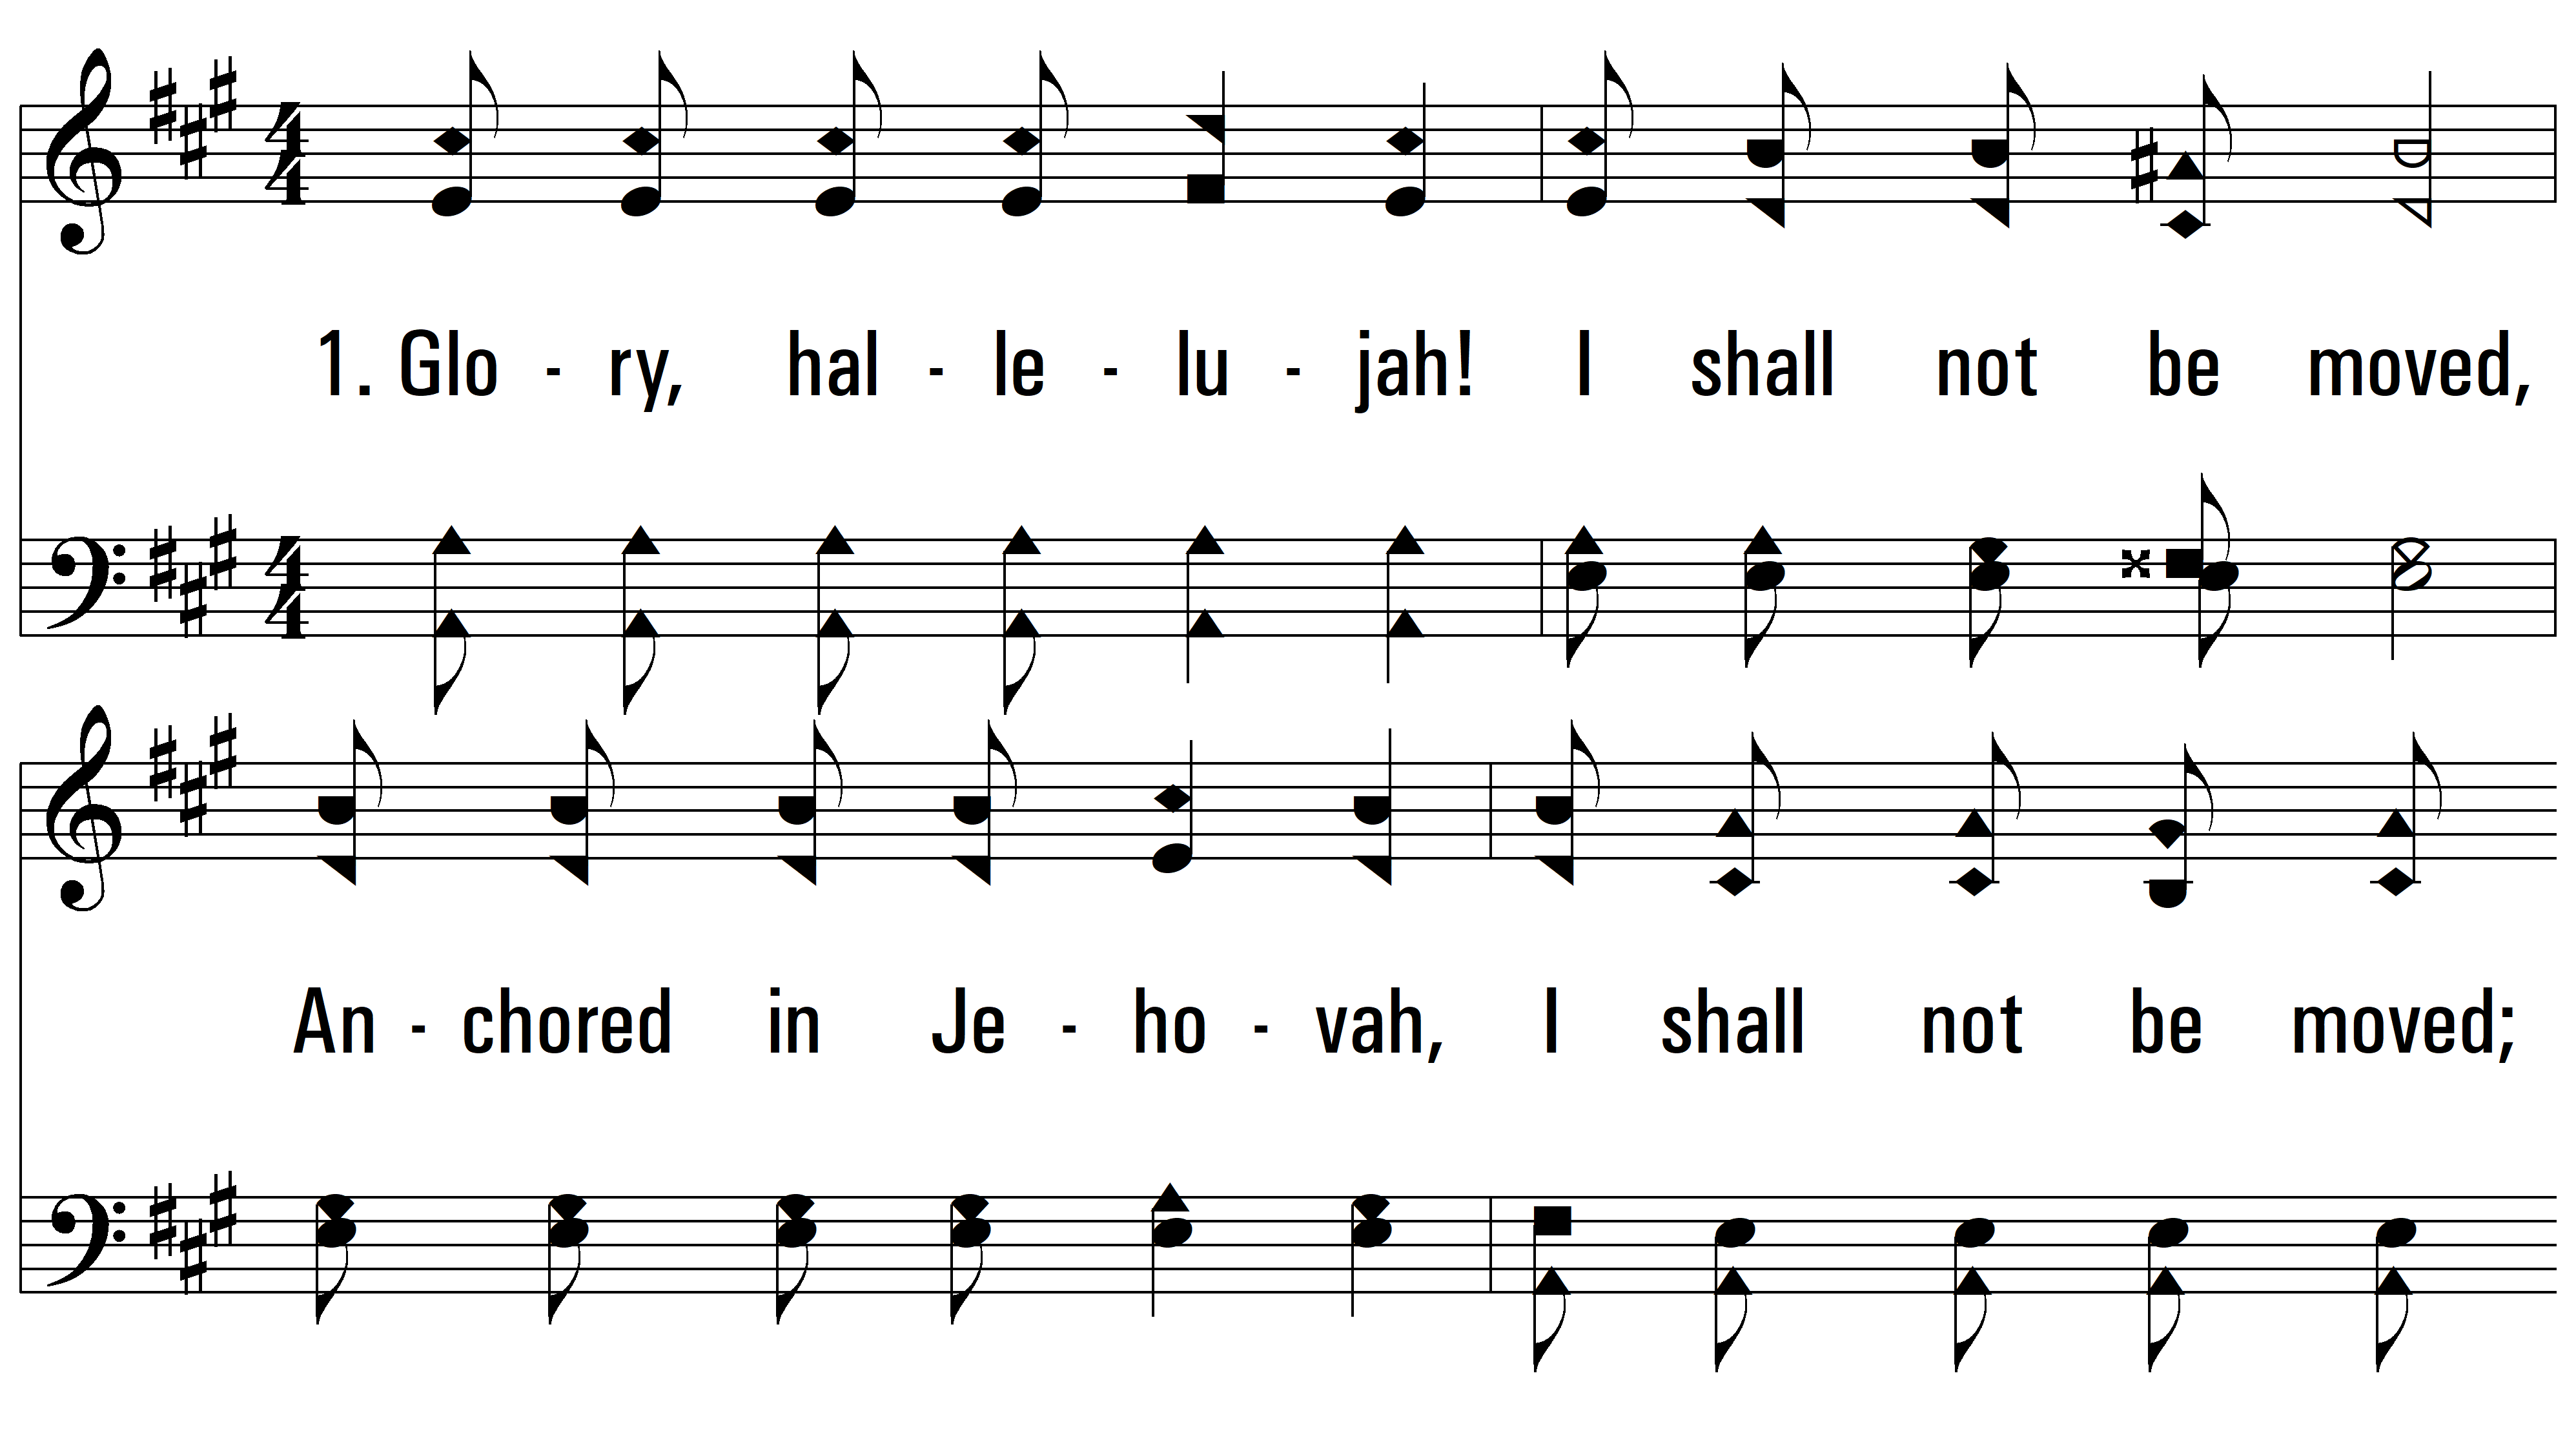 1. Glo - ry, hal - le - lu - jah! I shall not be moved,
An - chored in Je - ho - vah, I shall not be moved;